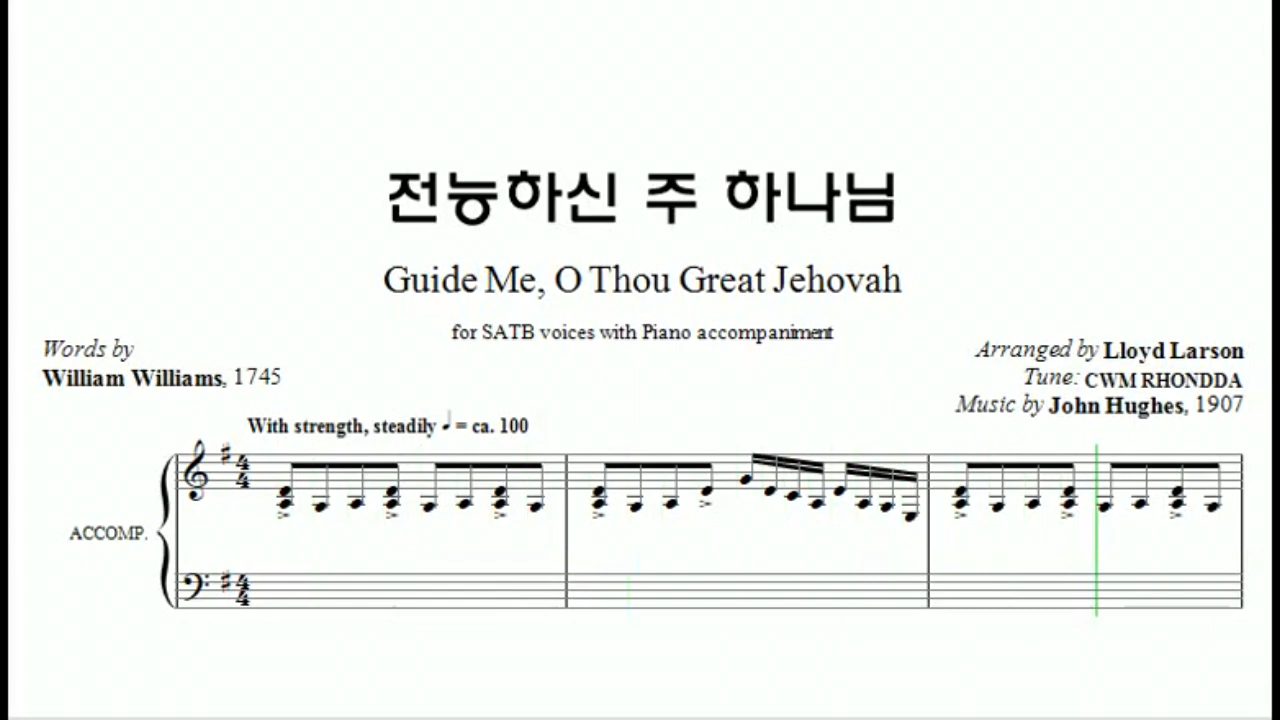 전능하신 주 하나님
Guide Me, O Thou Great Jehovah
for SATB voices with Piano accompaniment
Words by
William Williams, 1745
Arranged by Lloyd Larson
Tune: CWM RHONDDA
Music by John Hughes, 1907
With strength, steadily ♩ = ca. 100
ACCOMP.